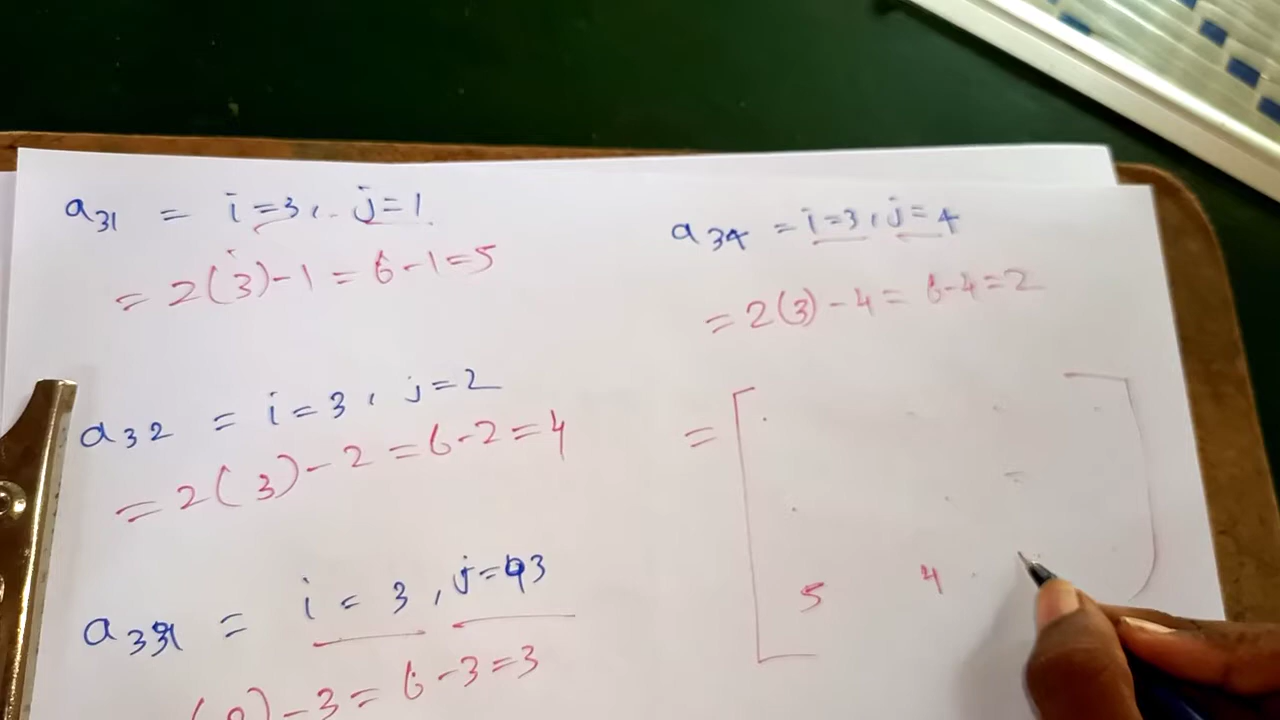 a₃₁ = i=3, j=1
= 2(3)-1 = 6-1=5
a₃₂ = i=3, j=2
= 2(3)-2 = 6-2=4
= i=3, j=3
-3 = 6-3=3
a₃₄ = i=3, j=4
= 2(3)-4 = 6-4=2
= [
5 4